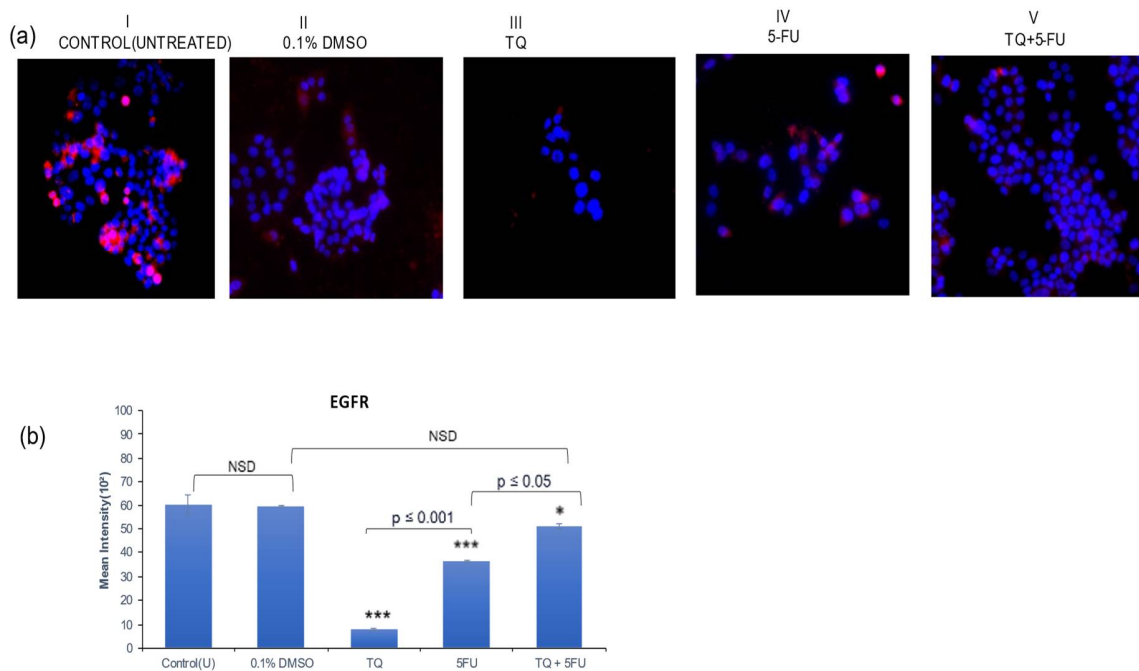 (a)
I
CONTROL(UNTREATED)
II
0.1% DMSO
III
TQ
IV
5-FU
V
TQ+5-FU
(b)
EGFR
Mean Intensity(10²)
100
90
80
70
60
50
40
30
20
10
0
NSD
NSD
p ≤ 0.001
p ≤ 0.05
***
***
*
Control(U)
0.1% DMSO
TQ
5FU
TQ + 5FU